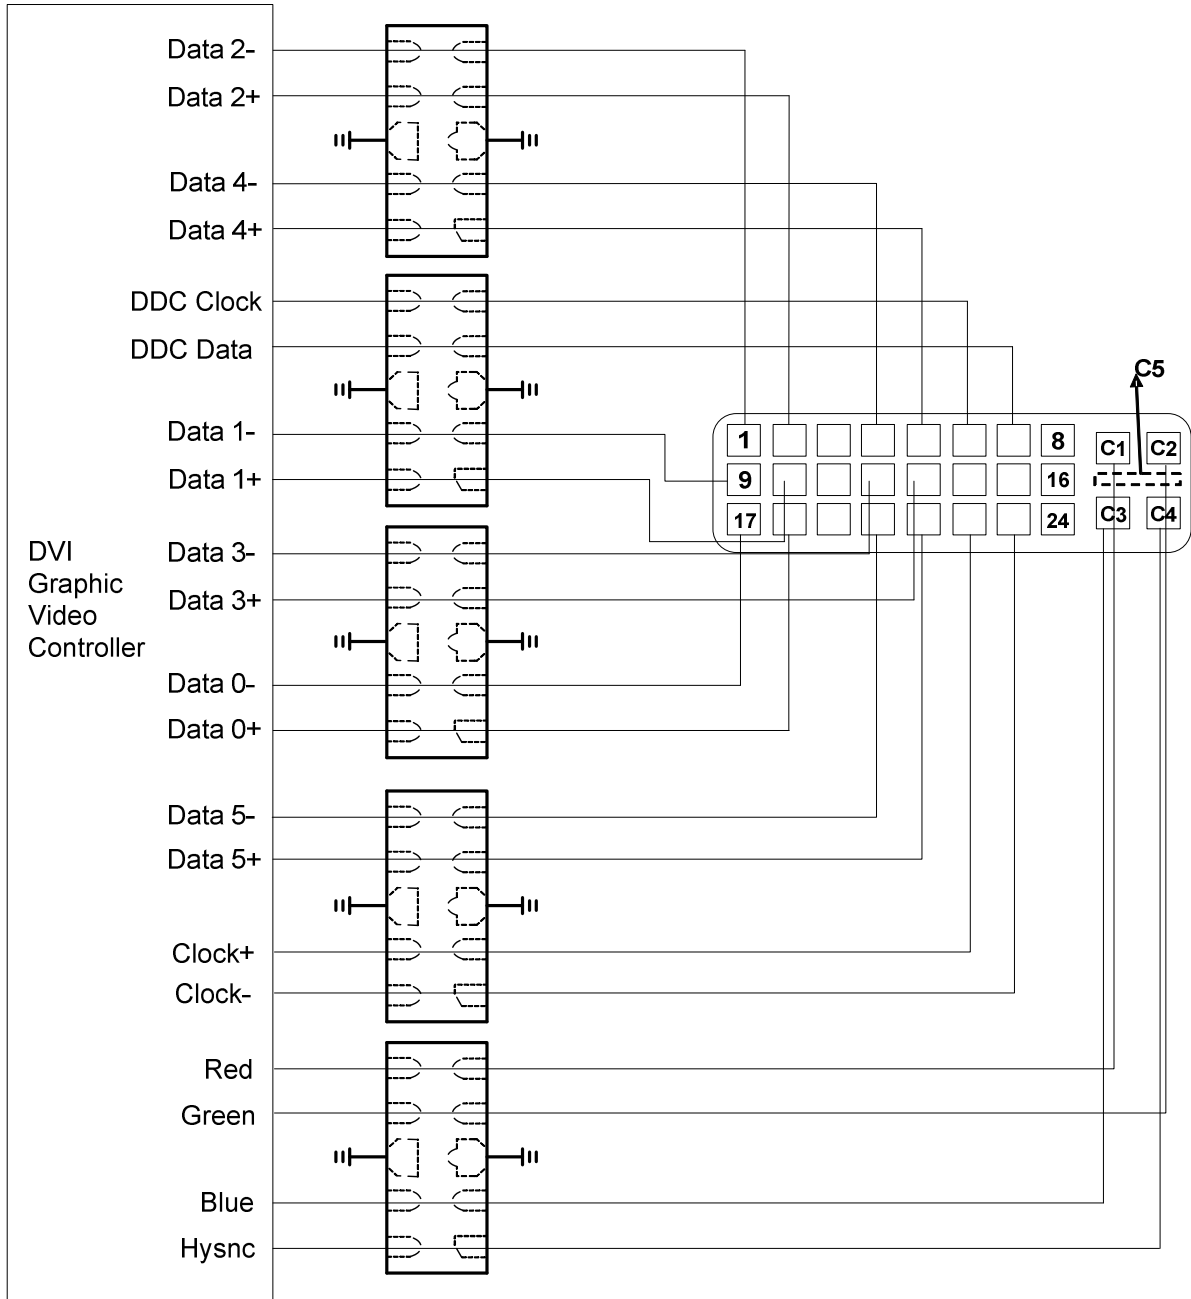 Data 2-
Data 2+
Data 4-
Data 4+
DDC Clock
DDC Data
Data 1-
Data 1+
DVI
Graphic
Video
Controller
Data 3-
Data 3+
Data 0-
Data 0+
Data 5-
Data 5+
Clock+
Clock-
Red
Green
Blue
Hysnc
C5
1
8
C1
C2
9
16
17
24
C3
C4